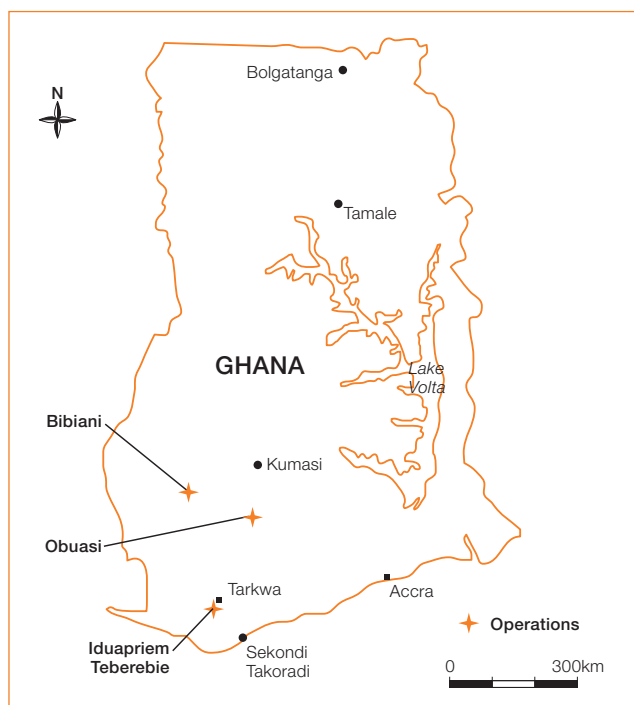 Bolgatanga
N
Tamale
GHANA
Lake
Volta
Bibiani
Kumasi
Obuasi
Tarkwa
Accra
Iduapriem
Teberebie
Sekondi
Takoradi
Operations
0 300km